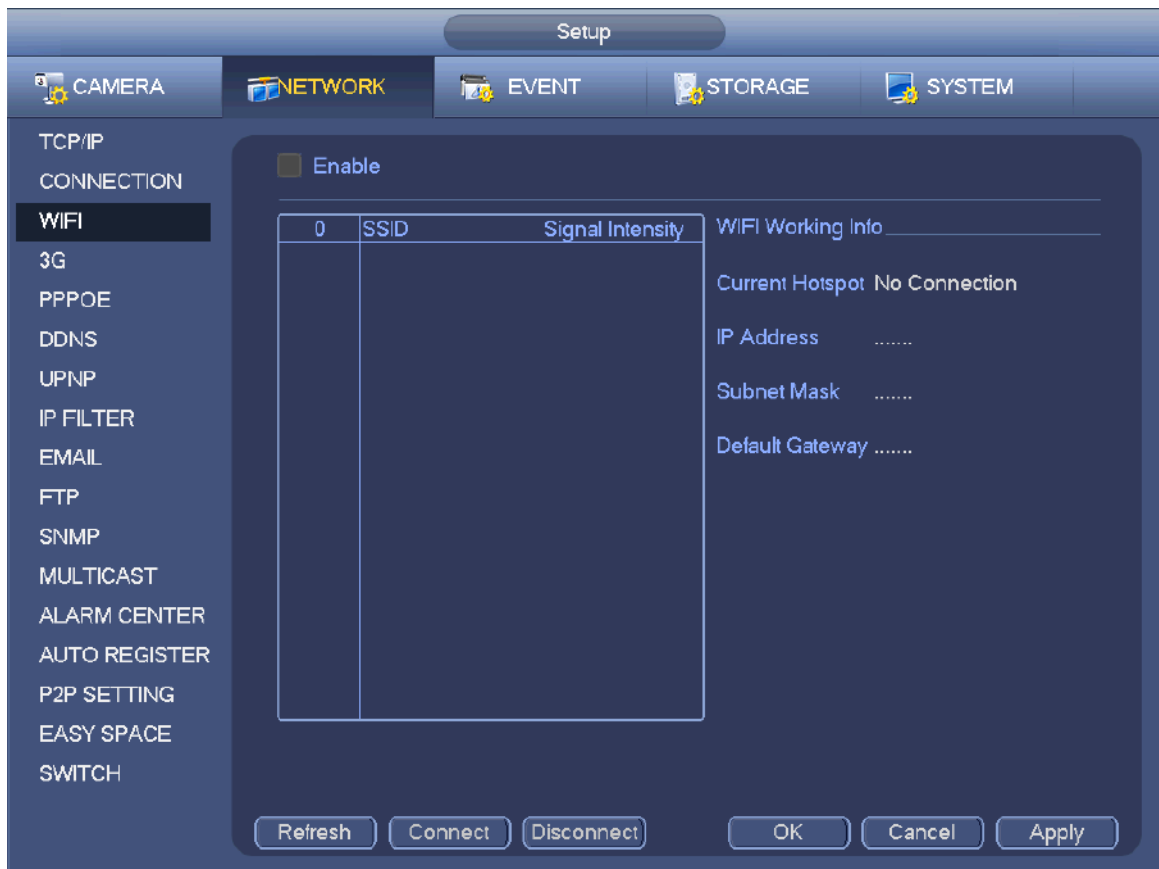 Setup
CAMERA NETWORK EVENT STORAGE SYSTEM
TCP/IP
CONNECTION
WIFI
3G
PPPOE
DDNS
UPNP
IP FILTER
EMAIL
FTP
SNMP
MULTICAST
ALARM CENTER
AUTO REGISTER
P2P SETTING
EASY SPACE
SWITCH
Enable
0 SSID Signal Intensity
WIFI Working Info
Current Hotspot No Connection
IP Address .......
Subnet Mask .......
Default Gateway .......
Refresh Connect Disconnect OK Cancel Apply